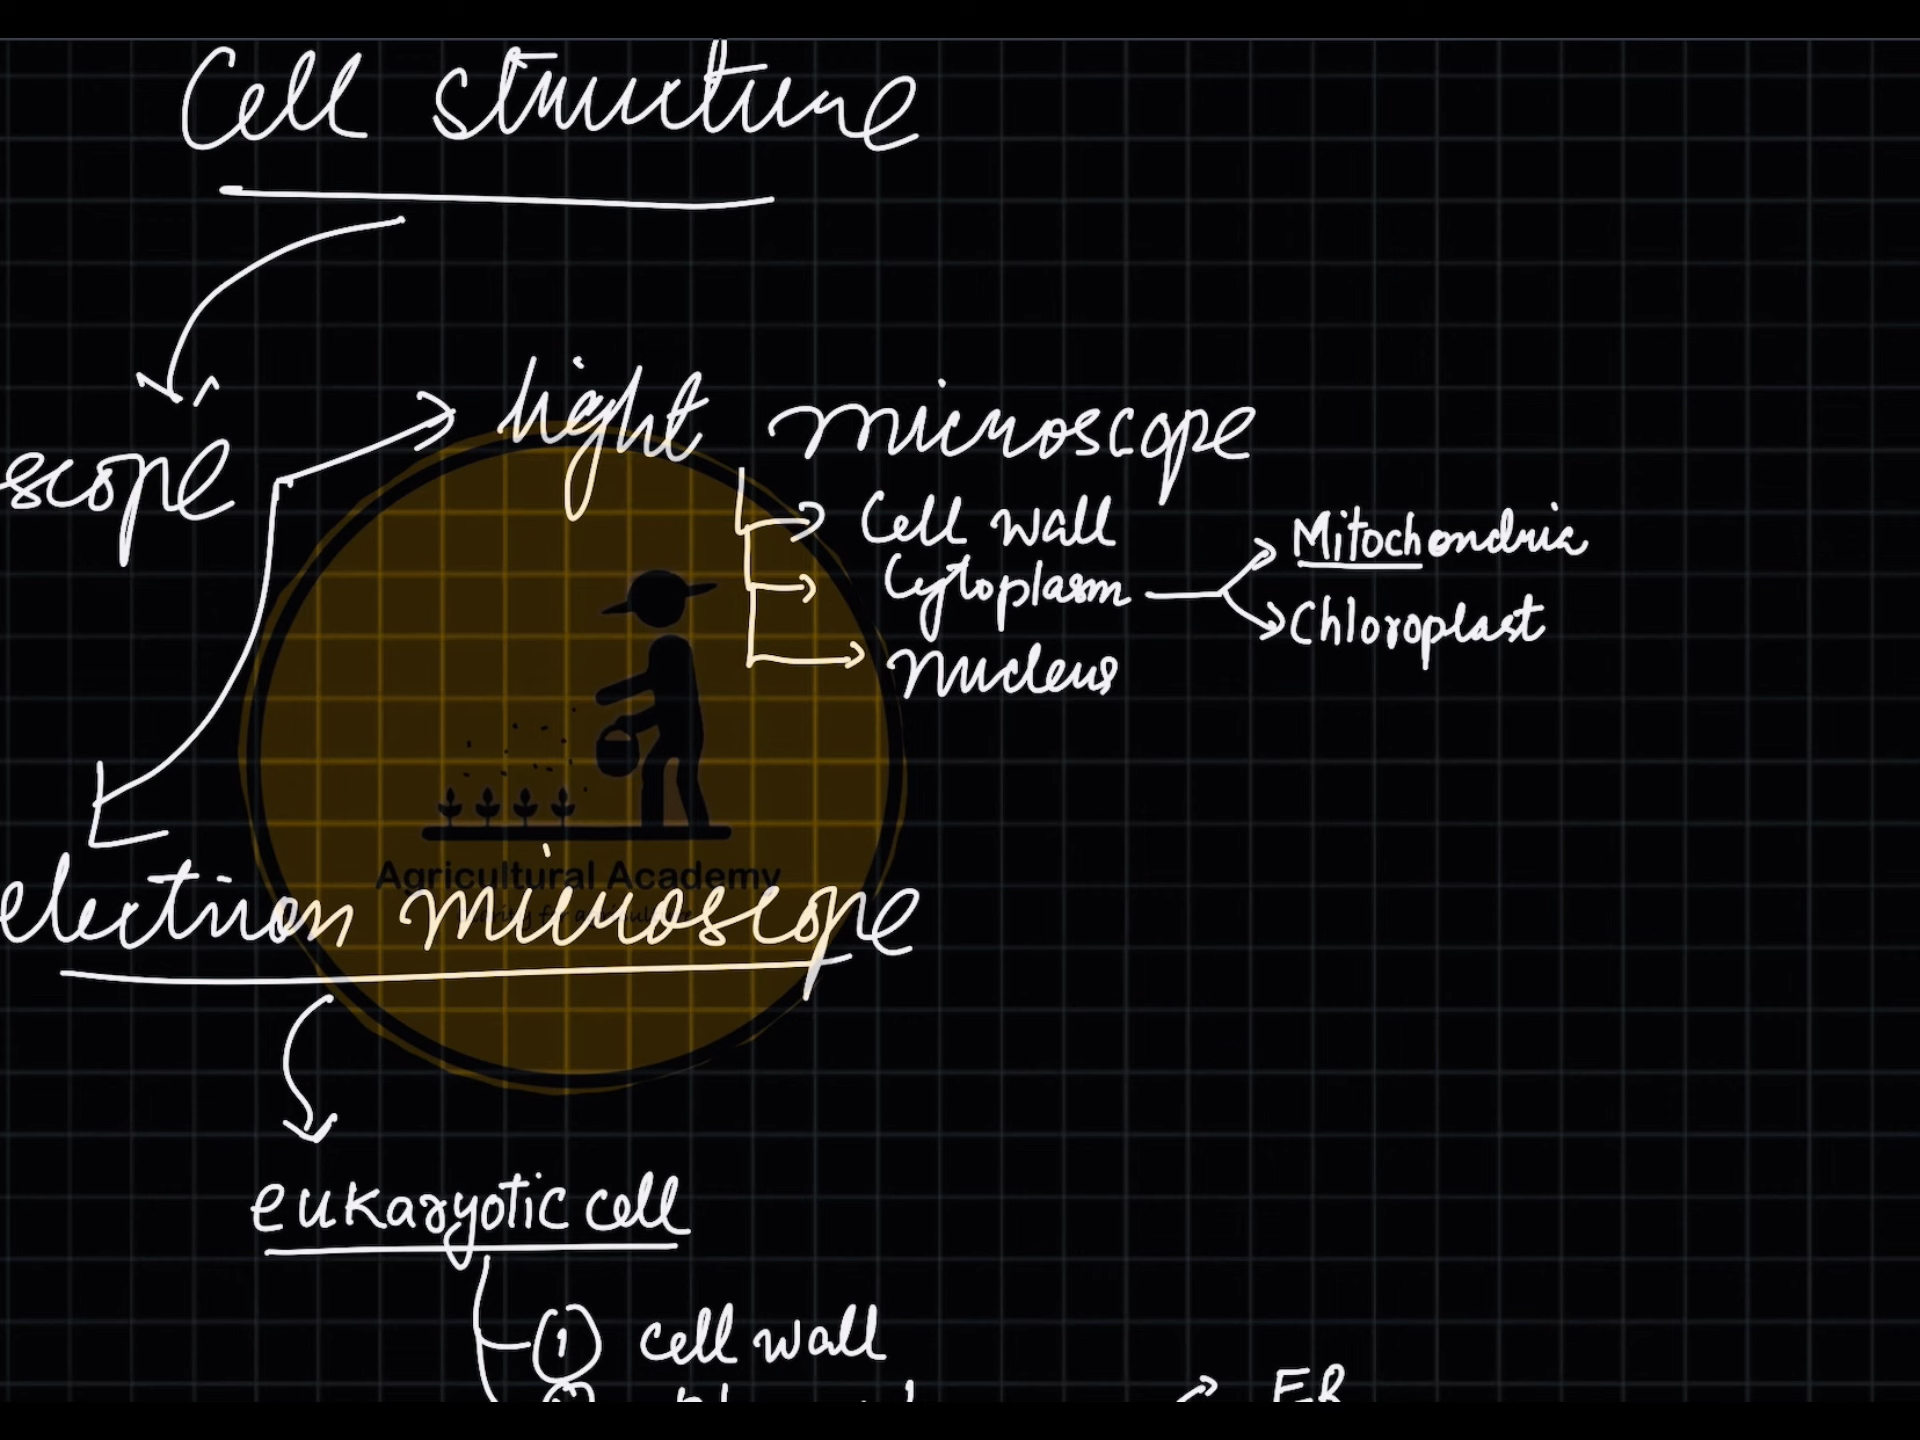 Cell structure
light microscope
scope
Cell wall
Mitochondria
Cytoplasm
Chloroplast
Nucleus
Agricultural Academy
electron microscope
eukaryotic cell
1 cell wall
ER